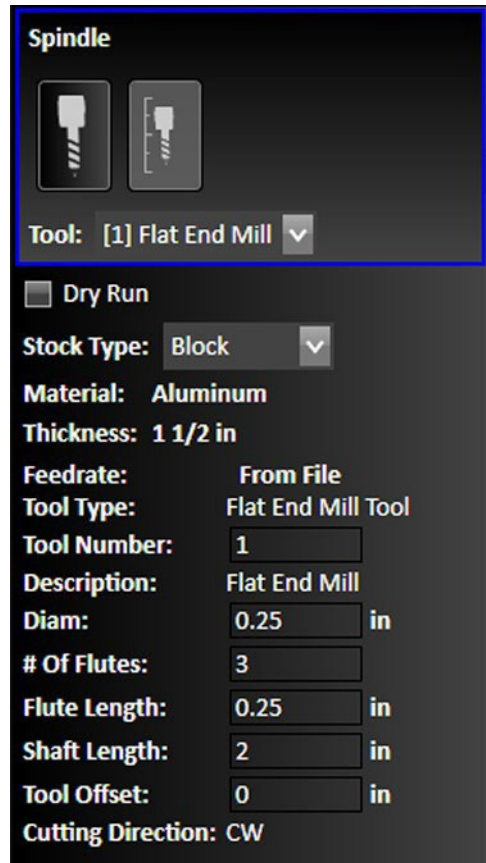 Spindle
Tool: [1] Flat End Mill
Dry Run
Stock Type: Block
Material: Aluminum
Thickness: 1 1/2 in
Feedrate: From File
Tool Type: Flat End Mill Tool
Tool Number: 1
Description: Flat End Mill
Diam: 0.25 in
# Of Flutes: 3
Flute Length: 0.25 in
Shaft Length: 2 in
Tool Offset: 0 in
Cutting Direction: CW